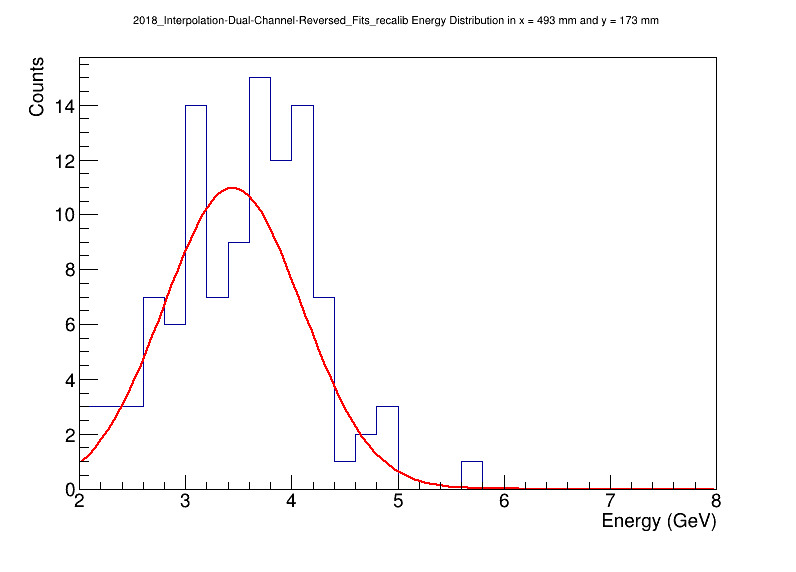 2018_Interpolation-Dual-Channel-Reversed_Fits_recalib Energy Distribution in x = 493 mm and y = 173 mm
Counts
14
12
10
8
6
4
2
0
2 3 4 5 6 7 8
Energy (GeV)